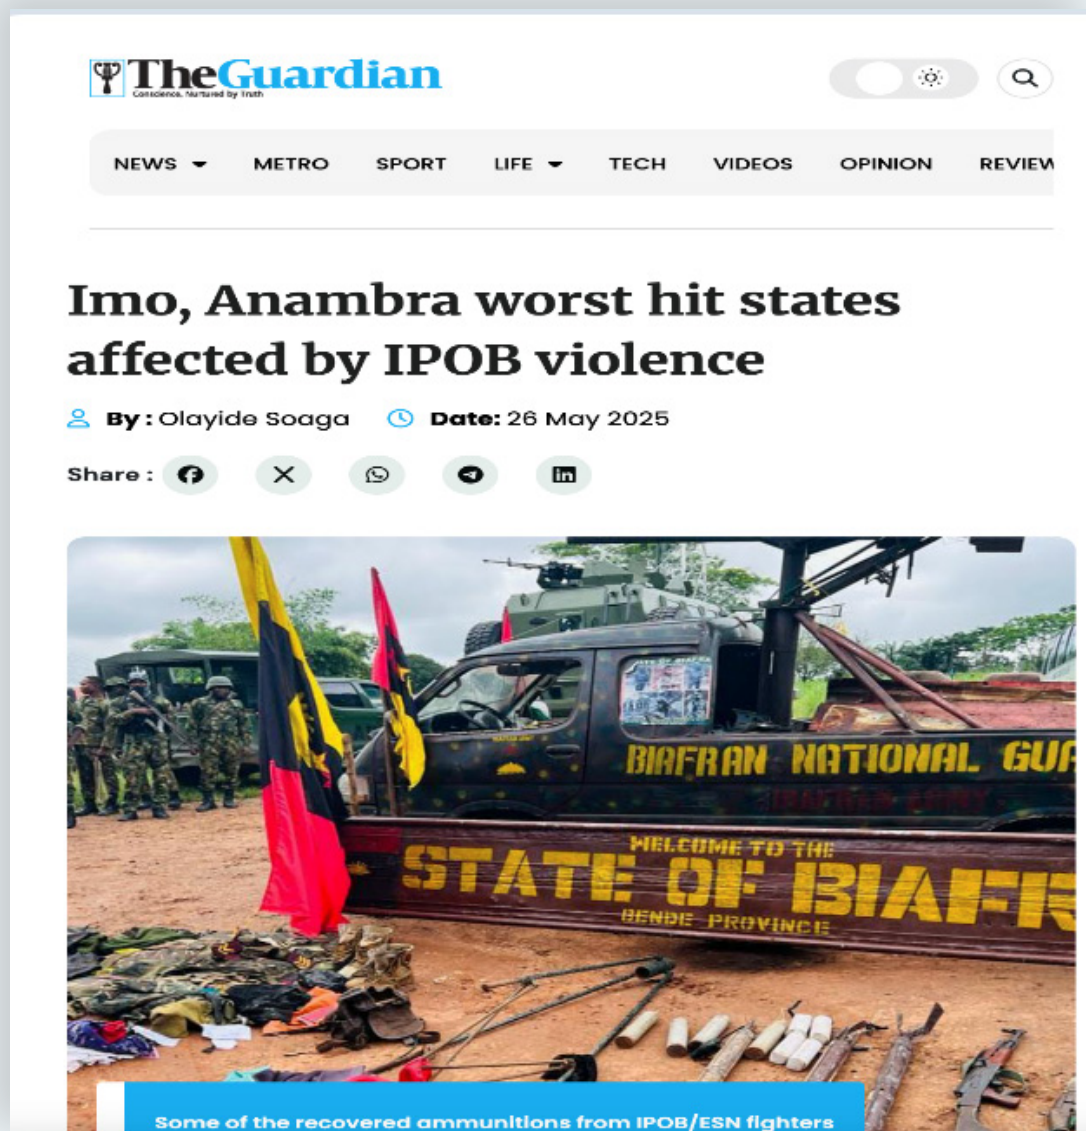 TheGuardian
Conscience, Nurtured by Truth
NEWS METRO SPORT LIFE TECH VIDEOS OPINION REVIEW
Imo, Anambra worst hit states
affected by IPOB violence
By : Olayide Soaga Date: 26 May 2025
Share :
BIAFRAN NATIONAL GUA
WELCOME TO THE
STATE OF BIAFR
BENDE PROVINCE
Some of the recovered ammunitions from IPOB/ESN fighters